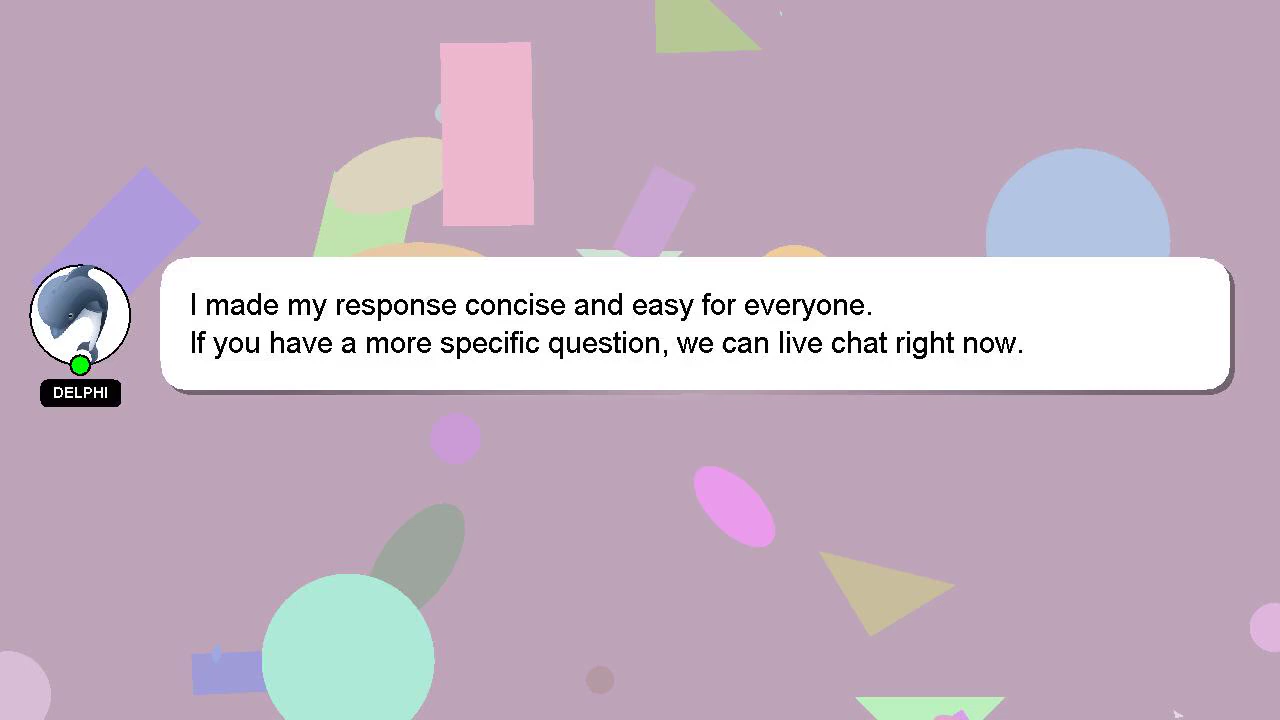 I made my response concise and easy for everyone.
If you have a more specific question, we can live chat right now.
DELPHI